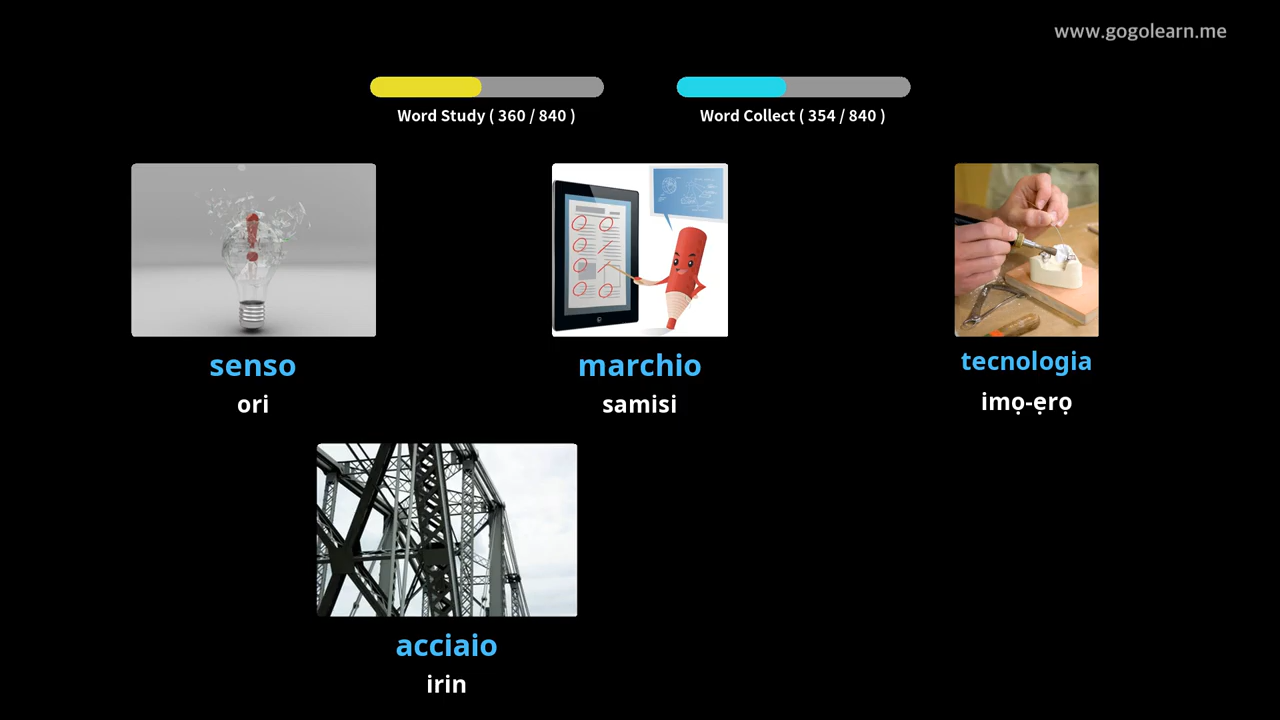 www.gogolearn.me
Word Study ( 360 / 840 )
Word Collect ( 354 / 840 )
senso
ori
marchio
samisi
tecnologia
imọ-ẹrọ
acciaio
irin